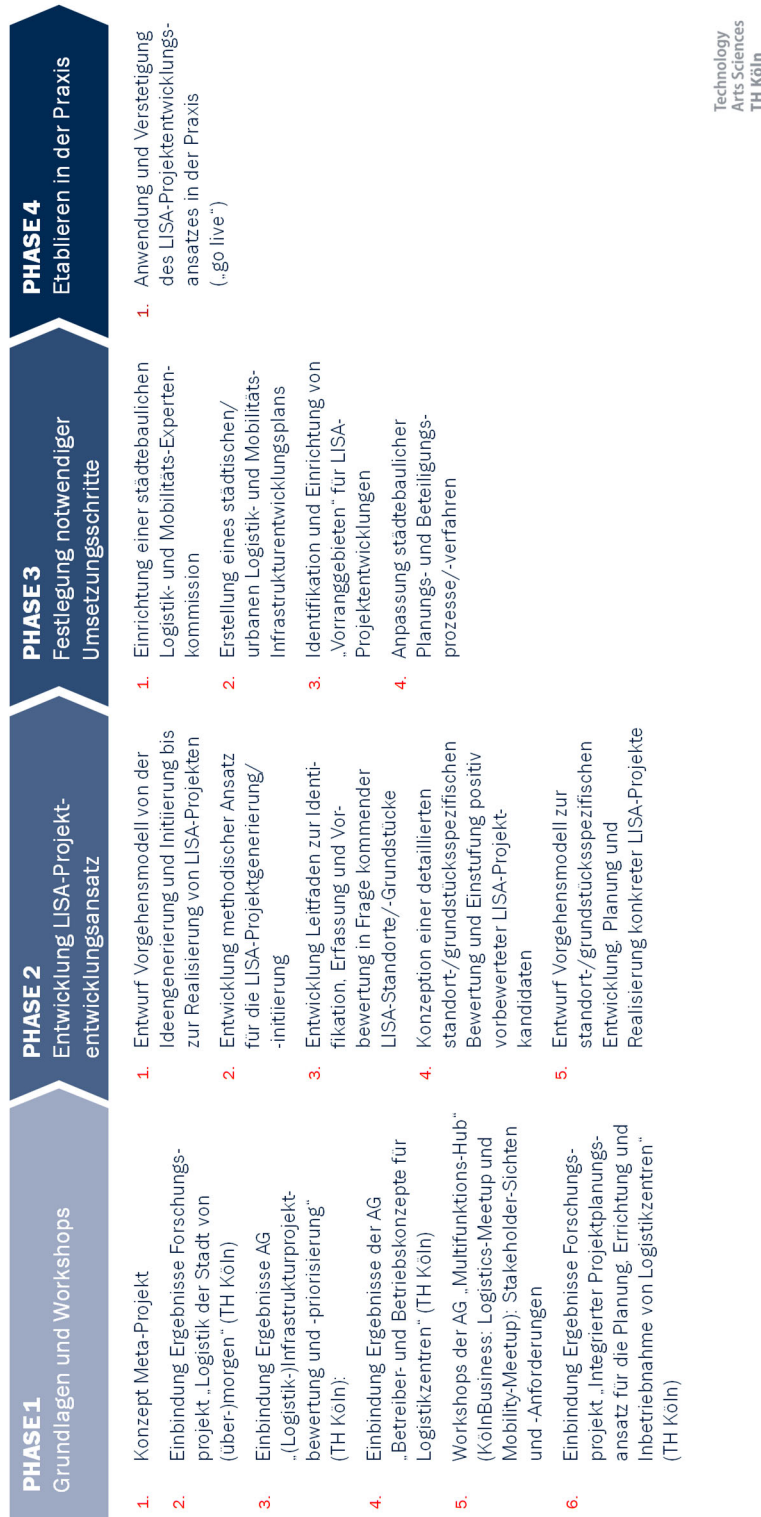 PHASE 1
Grundlagen und Workshops
1. Konzept Meta-Projekt
2. Einbindung Ergebnisse Forschungs-
projekt „Logistik der Stadt von
(über-)morgen“ (TH Köln)
3. Einbindung Ergebnisse AG
„(Logistik-)Infrastrukturprojekt-
bewertung und -priorisierung“
(TH Köln):
4. Einbindung Ergebnisse der AG
„Betreiber- und Betriebskonzepte für
Logistikzentren“ (TH Köln)
5. Workshops der AG „Multifunktions-Hub“
(KölnBusiness: Logistics-Meetup und
Mobility-Meetup): Stakeholder-Sichten
und -Anforderungen
6. Einbindung Ergebnisse Forschungs-
projekt „Integrierter Projektplanungs-
ansatz für die Planung, Errichtung und
Inbetriebnahme von Logistikzentren“
(TH Köln)
PHASE 2
Entwicklung LISA-Projekt-
entwicklungsansatz
1. Entwurf Vorgehensmodell von der
Ideengenerierung und Initiierung bis
zur Realisierung von LISA-Projekten
2. Entwicklung methodischer Ansatz
für die LISA-Projektgenerierung/
-initiierung
3. Entwicklung Leitfaden zur Identi-
fikation, Erfassung und Vor-
bewertung in Frage kommender
LISA-Standorte/-Grundstücke
4. Konzeption einer detaillierten
standort-/grundstücksspezifischen
Bewertung und Einstufung positiv
vorbewerteter LISA-Projekt-
kandidaten
5. Entwurf Vorgehensmodell zur
standort-/grundstücksspezifischen
Entwicklung, Planung und
Realisierung konkreter LISA-Projekte
PHASE 3
Festlegung notwendiger
Umsetzungsschritte
1. Einrichtung einer städtebaulichen
Logistik- und Mobilitäts-Experten-
kommission
2. Erstellung eines städtischen/
urbanen Logistik- und Mobilitäts-
Infrastrukturentwicklungsplans
3. Identifikation und Einrichtung von
„Vorranggebieten“ für LISA-
Projektentwicklungen
4. Anpassung städtebaulicher
Planungs- und Beteiligungs-
prozesse/-verfahren
PHASE 4
Etablieren in der Praxis
1. Anwendung und Verstetigung
des LISA-Projektentwicklungs-
ansatzes in der Praxis
(„go live“)
Technology
Arts Sciences
TH Köln